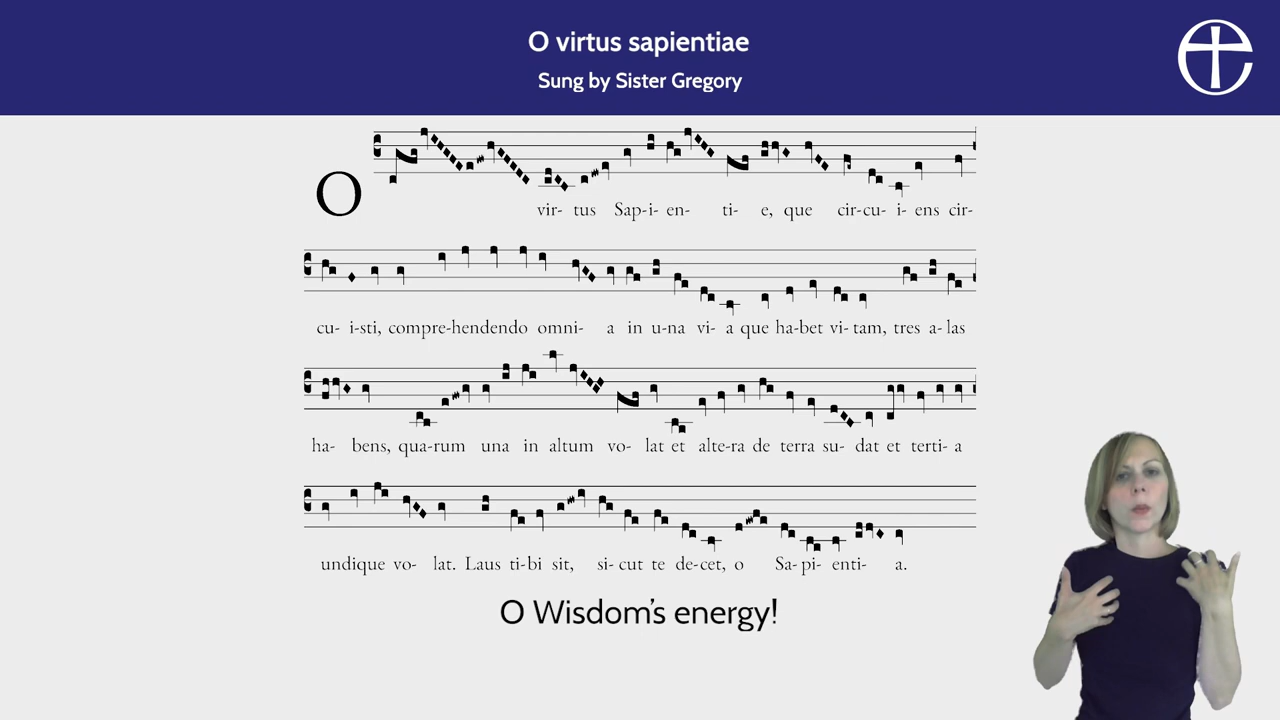 O virtus sapientiae
Sung by Sister Gregory
O vir- tus Sap-i- en- ti- e, que cir-cu- i- ens cir-
cu- i-sti, compre-hendendo omni- a in u-na vi- a que ha-bet vi-tam, tres a-las
ha- bens, qua-rum una in altum vo- lat et alte-ra de terra su- dat et terti- a
undique vo- lat. Laus ti-bi sit, si- cut te de-cet, o Sa- pi- enti- a.
O Wisdom's energy!